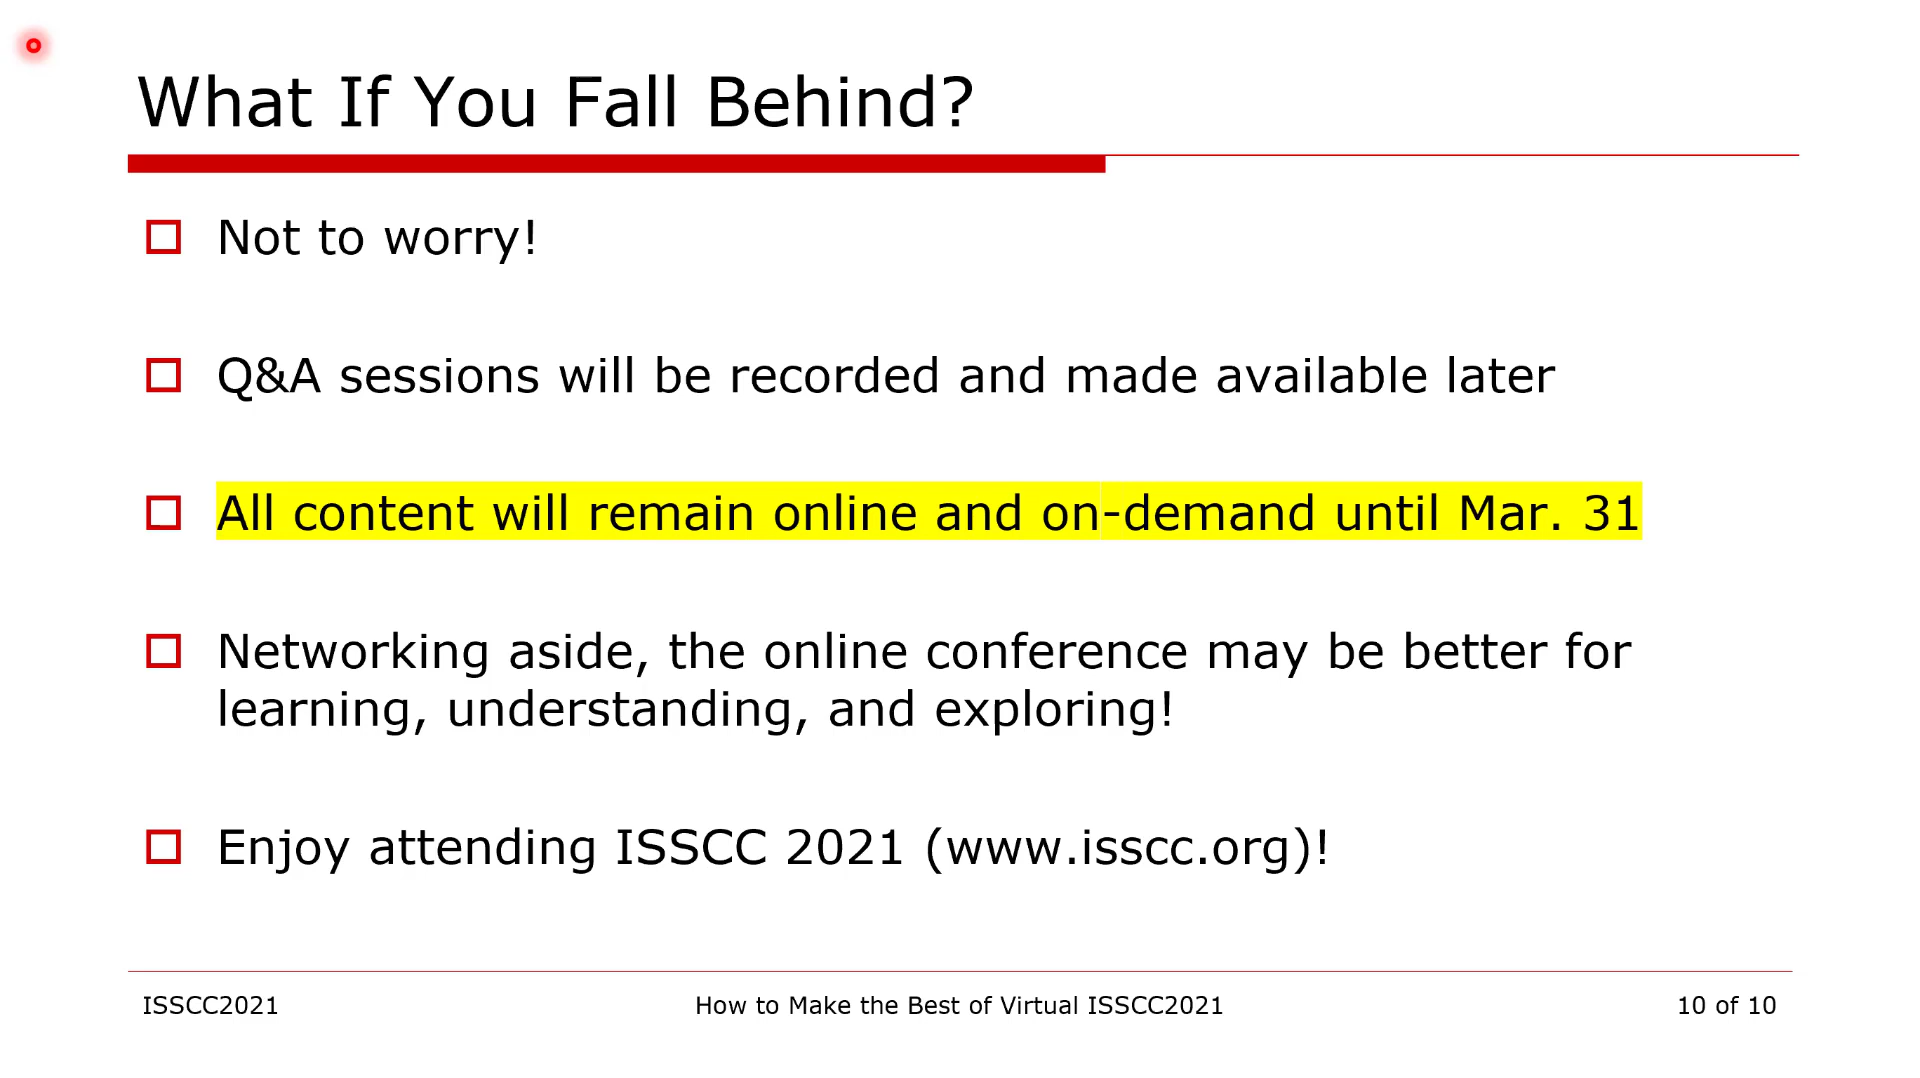 What If You Fall Behind?
Not to worry!
Q&A sessions will be recorded and made available later
All content will remain online and on-demand until Mar. 31
Networking aside, the online conference may be better for
learning, understanding, and exploring!
Enjoy attending ISSCC 2021 (www.isscc.org)!
ISSCC2021
How to Make the Best of Virtual ISSCC2021
10 of 10